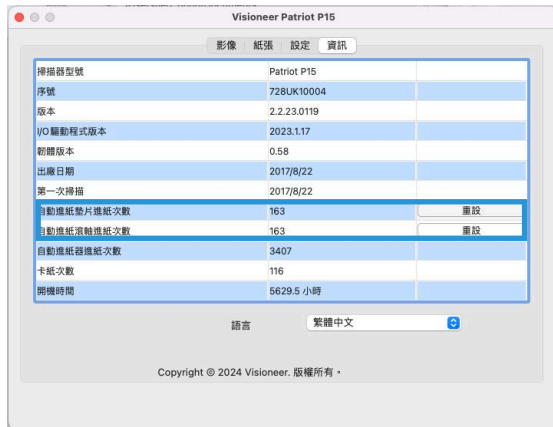 Visioneer Patriot P15
影像 紙張 設定 資訊
掃描器型號 Patriot P15
序號 728UK10004
版本 2.2.23.0119
I/O 驅動程式版本 2023.1.17
韌體版本 0.58
出廠日期 2017/8/22
第一次掃描 2017/8/22
自動進紙墊片進紙次數 163 重設
自動進紙滾軸進紙次數 163 重設
自動進紙器進紙次數 3407
卡紙次數 116
開機時間 5629.5 小時
語言 繁體中文
Copyright © 2024 Visioneer. 版權所有。